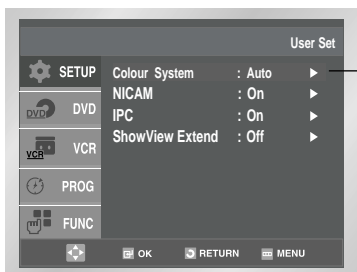 User Set
SETUP
Colour System : Auto ►
NICAM : On ►
IPC : On ►
ShowView Extend : Off ►
DVD DVD
VCR VCR
PROG
FUNC
OK RETURN MENU